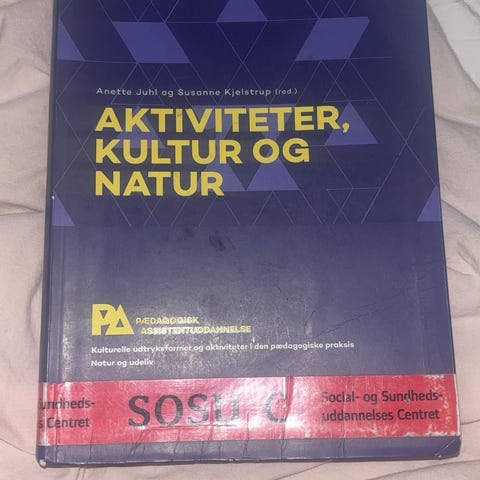 Anette Juhl og Susanne Kjelstrup (red.)
AKTIVITETER,
KULTUR OG
NATUR
PA PÆDAGOGISK
ASSISTENTUDDANNELSE
Kulturelle udtryksformer og aktiviteter i den pædagogiske praksis
Natur og udeliv
undheds-
s Centret
SOSU C
Social- og Sundheds-
uddannelses Centret